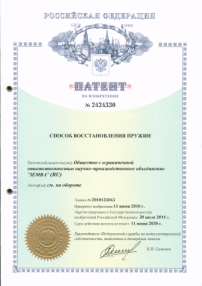 РОССИЙСКАЯ ФЕДЕРАЦИЯ
ПАТЕНТ
НА ИЗОБРЕТЕНИЕ
№ 2424330
СПОСОБ ВОССТАНОВЛЕНИЯ ПРУЖИН
Патентообладатель(ли): Общество с ограниченной
ответственностью научно-производственное объединение
(RU)
Автор(ы): см. на обороте
Заявка № 2010124162
Приоритет изобретения 11 июня 2010 г.
Зарегистрировано в Государственном реестре
изобретений Российской Федерации 20 июля 2011 г.
Срок действия патента истекает 11 июня 2030 г.
Руководитель Федеральной службы по интеллектуальной
собственности, патентам и товарным знакам
Б.П. Симонов